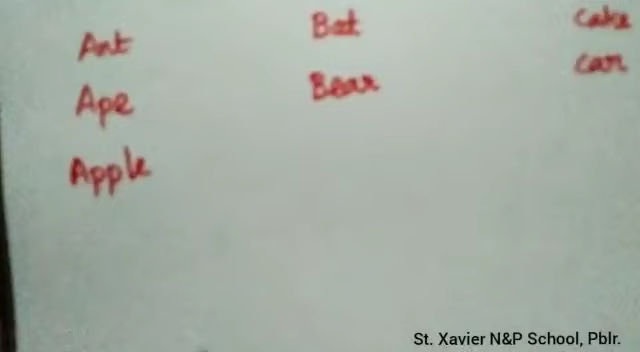 Ant
Ape
Apple
Bat
Bear
Cake
Car
St. Xavier N&P School, Pblr.